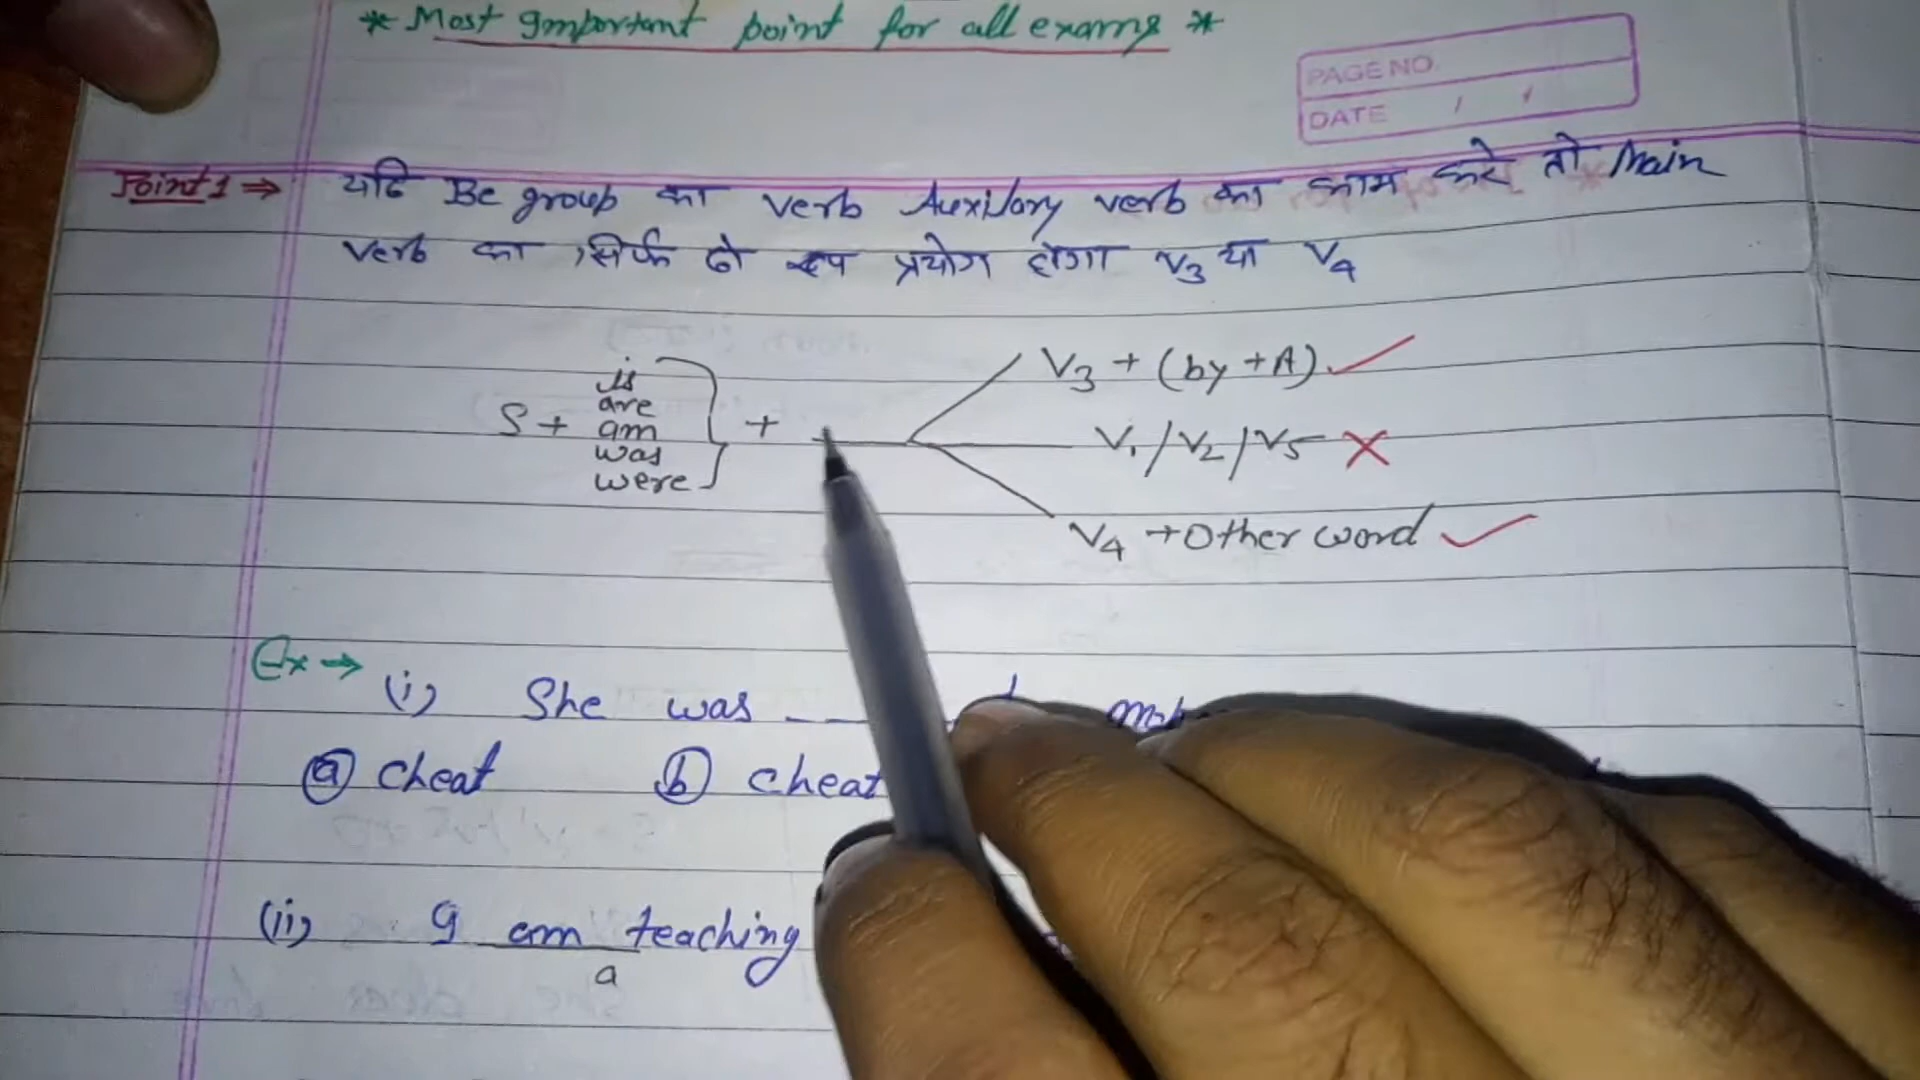 * Most Important point for all exams *
PAGE NO.
DATE / /
Point 1 ⇒ यदि Be group का verb Auxilary verb का काम करे तो Main
verb का सिर्फ दो रूप प्रयोग होगा V3 या V4
S + is
are
am
was
were
+
V3 + (by + A) ✓
V1 / V2 / V5 ✗
V4 + Other word ✓
Ex →
(i) She was
(a) cheat (b) cheat
(ii) I am teaching
a